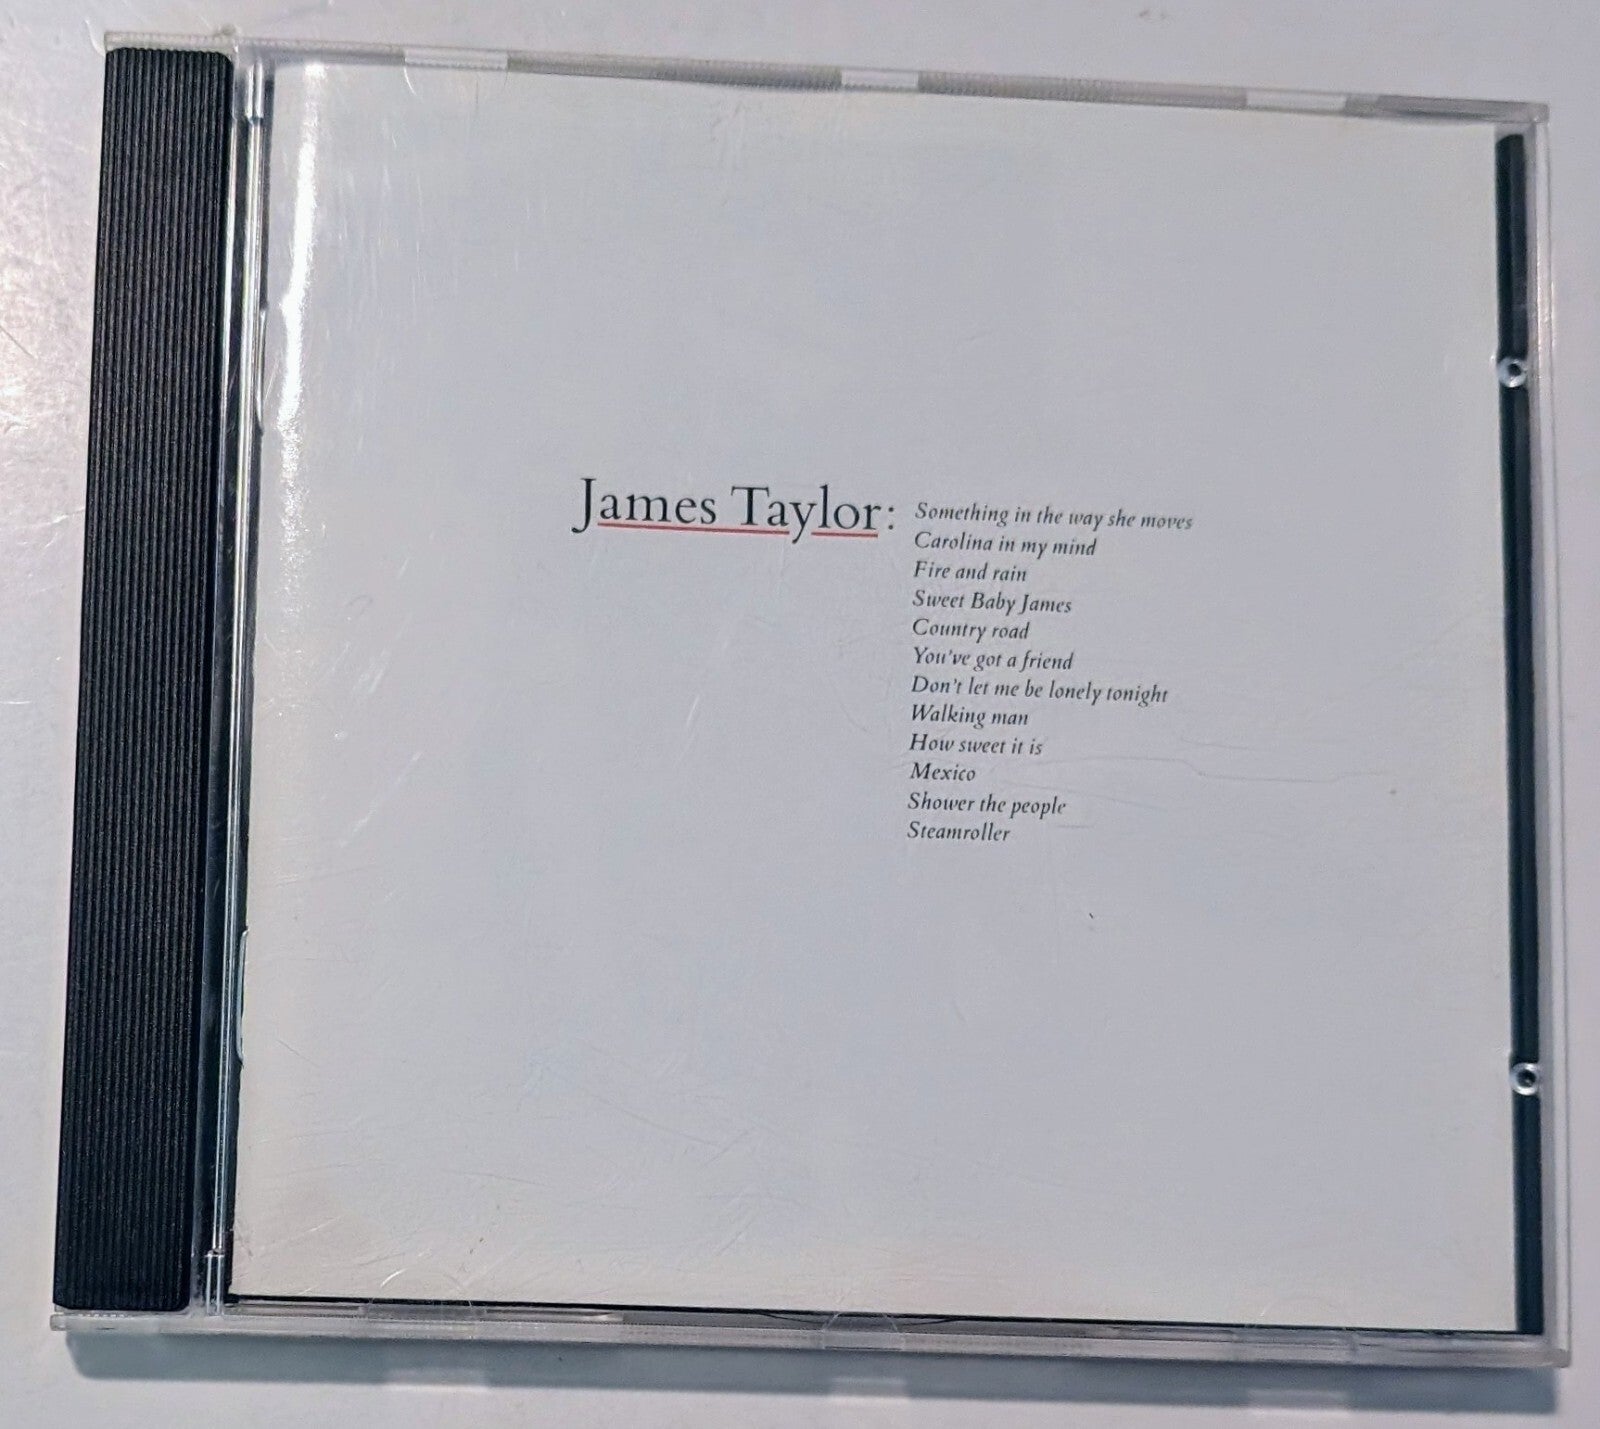 James Taylor:
Something in the way she moves
Carolina in my mind
Fire and rain
Sweet Baby James
Country road
You've got a friend
Don't let me be lonely tonight
Walking man
How sweet it is
Mexico
Shower the people
Steamroller